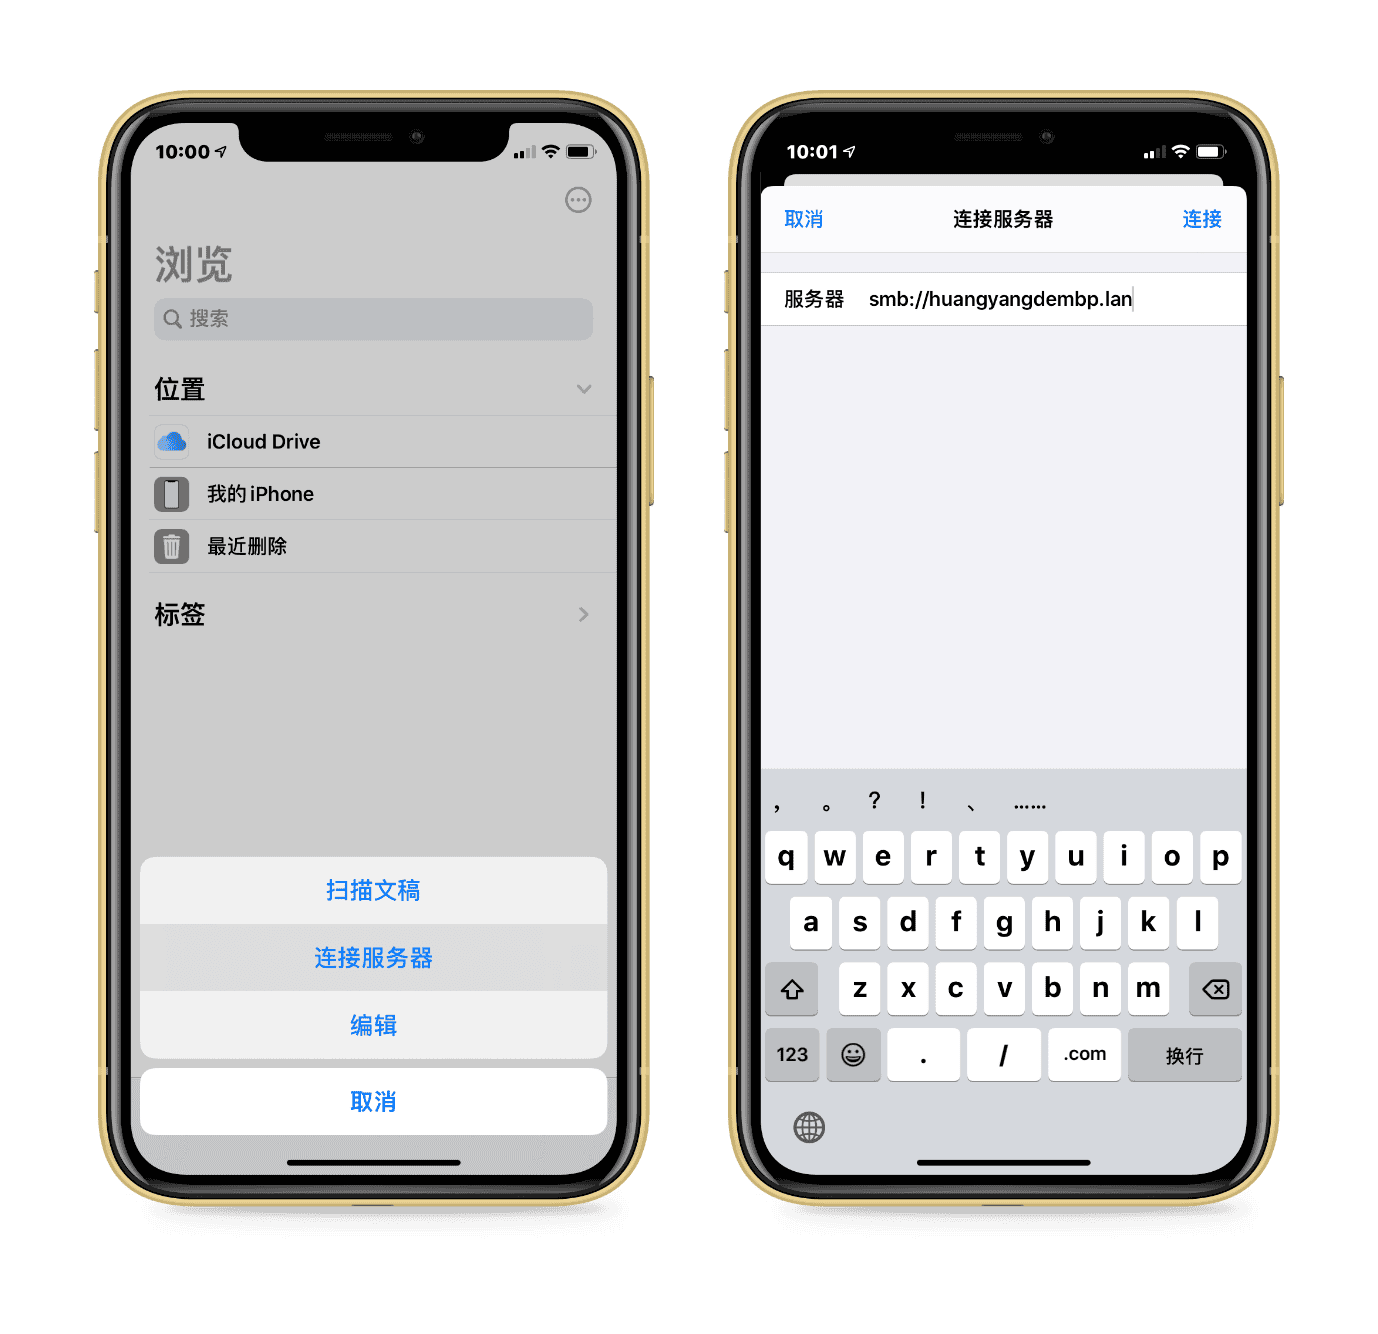 10:00
浏览
搜索
位置
iCloud Drive
我的 iPhone
最近删除
标签
扫描文稿
连接服务器
编辑
取消
10:01
取消 连接服务器 连接
服务器 smb://huangyangdembp.lan
， 。 ？ ！ 、 ……
q w e r t y u i o p
a s d f g h j k l
z x c v b n m
123 . / .com 换行